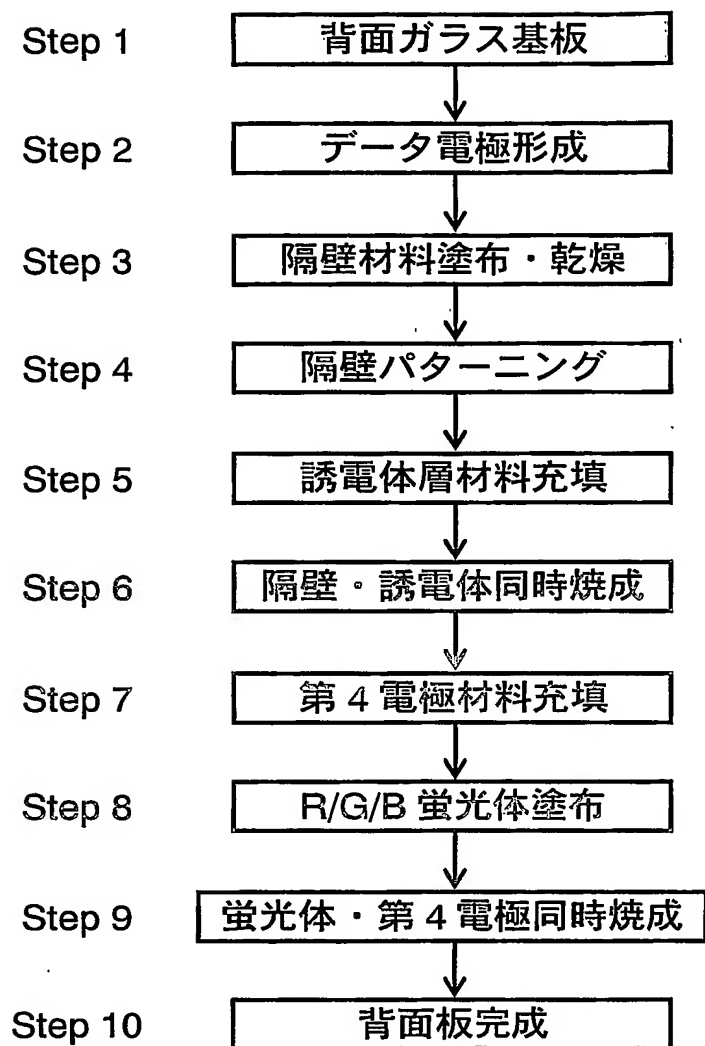 Step 1 背面ガラス基板
Step 2 データ電極形成
Step 3 隔壁材料塗布・乾燥
Step 4 隔壁パターニング
Step 5 誘電体層材料充填
Step 6 隔壁・誘電体同時焼成
Step 7 第4電極材料充填
Step 8 R/G/B 蛍光体塗布
Step 9 蛍光体・第4電極同時焼成
Step 10 背面板完成